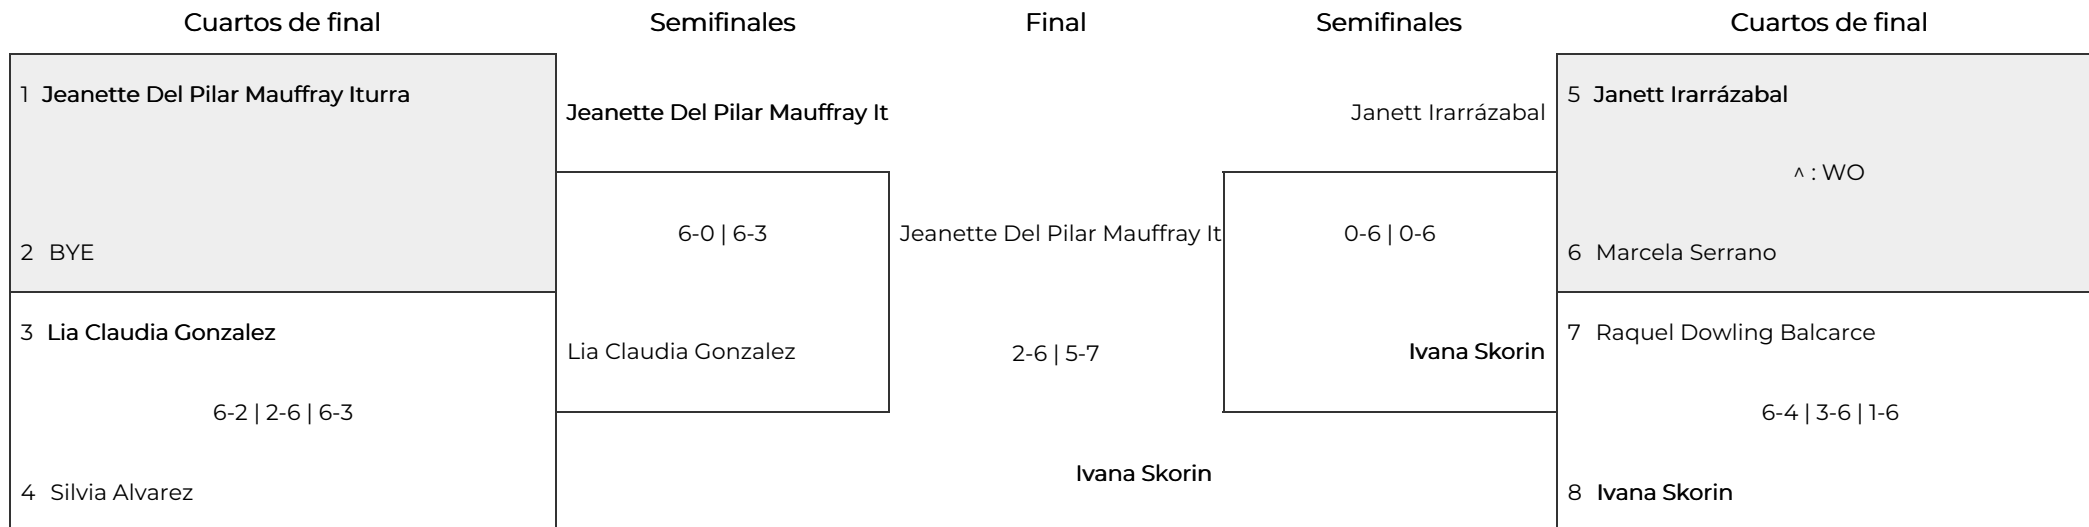 Cuartos de final
Semifinales
Final
Semifinales
Cuartos de final
1 Jeanette Del Pilar Mauffray Iturra
2 BYE
3 Lia Claudia Gonzalez
6-2 | 2-6 | 6-3
4 Silvia Alvarez
Jeanette Del Pilar Mauffray It
6-0 | 6-3
Lia Claudia Gonzalez
Jeanette Del Pilar Mauffray It
2-6 | 5-7
Ivana Skorin
Janett Irarrázabal
0-6 | 0-6
Ivana Skorin
5 Janett Irarrázabal
^ : WO
6 Marcela Serrano
7 Raquel Dowling Balcarce
6-4 | 3-6 | 1-6
8 Ivana Skorin